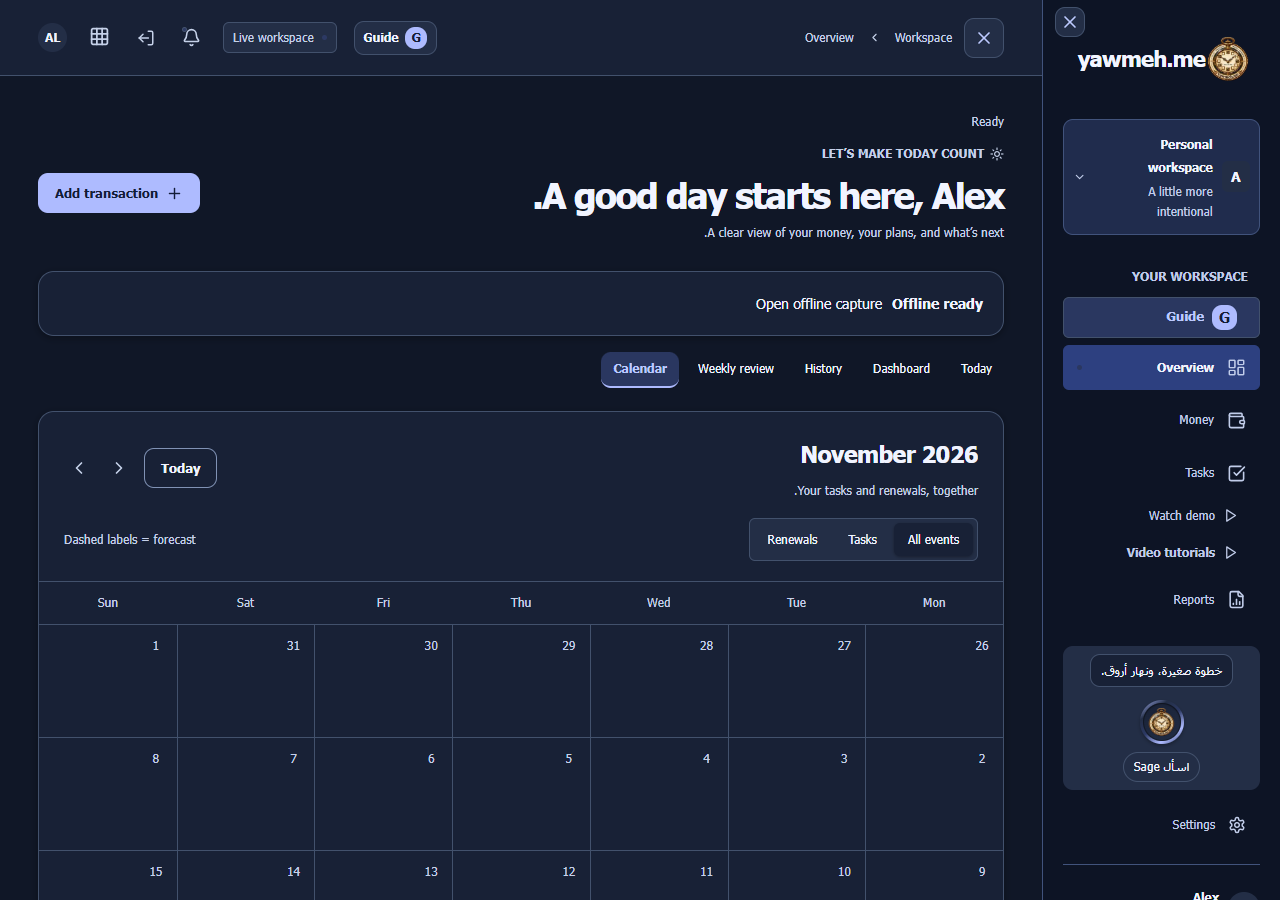 AL
Live workspace
Guide G
Overview
Workspace
yawmeh.me
Personal workspace
A
A little more intentional
YOUR WORKSPACE
Guide G
Overview
Money
Tasks
Watch demo
Video tutorials
Reports
خطوة صغيرة، ونهار أروق.
اسأل Sage
Settings
Alex
Ready
LET'S MAKE TODAY COUNT
.A good day starts here, Alex
.A clear view of your money, your plans, and what's next
Add transaction
Open offline capture Offline ready
Calendar
Weekly review
History
Dashboard
Today
November 2026
.Your tasks and renewals, together
Today
Dashed labels = forecast
Renewals
Tasks
All events
Sun Sat Fri Thu Wed Tue Mon
1 31 30 29 28 27 26
8 7 6 5 4 3 2
15 14 13 12 11 10 9